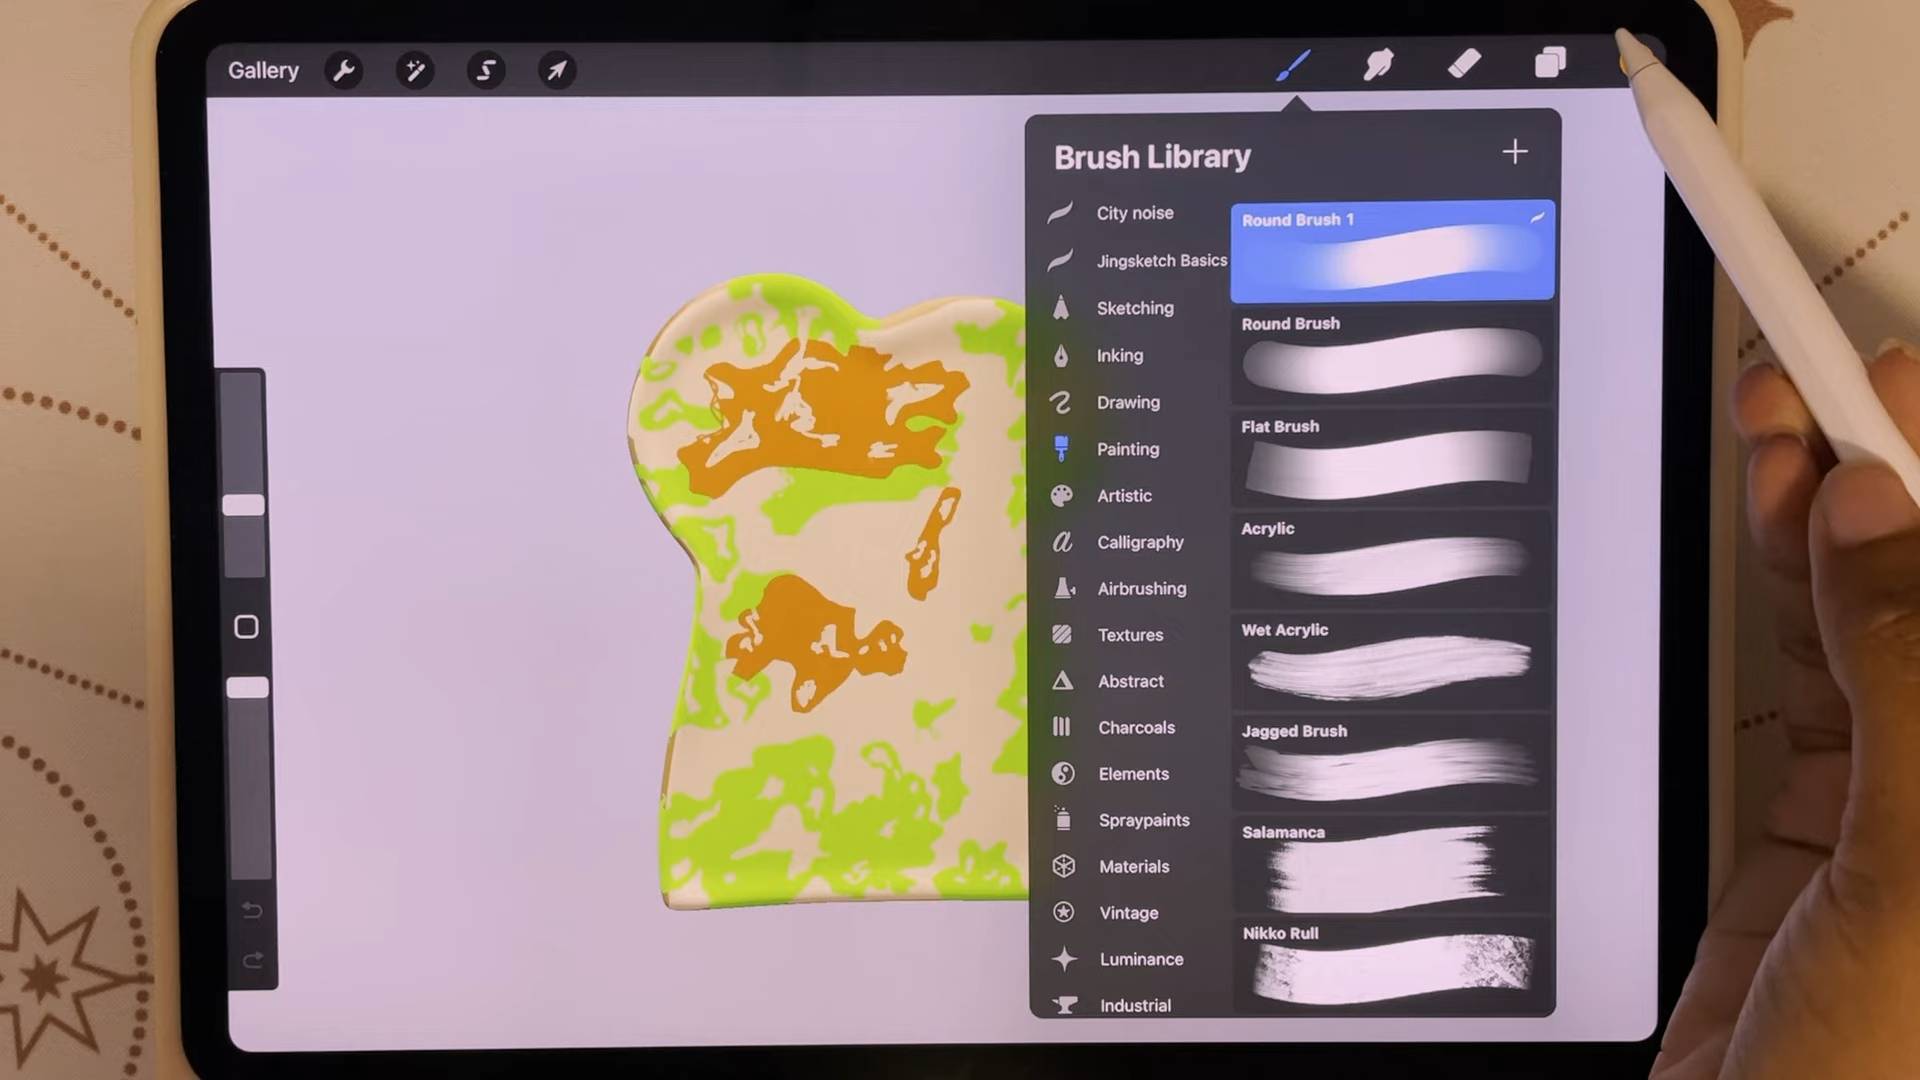 Gallery
Brush Library
City noise
Jingsketch Basics
Sketching
Inking
Drawing
Painting
Artistic
Calligraphy
Airbrushing
Textures
Abstract
Charcoals
Elements
Spraypaints
Materials
Vintage
Luminance
Industrial
Round Brush 1
Round Brush
Flat Brush
Acrylic
Wet Acrylic
Jagged Brush
Salamanca
Nikko Rull